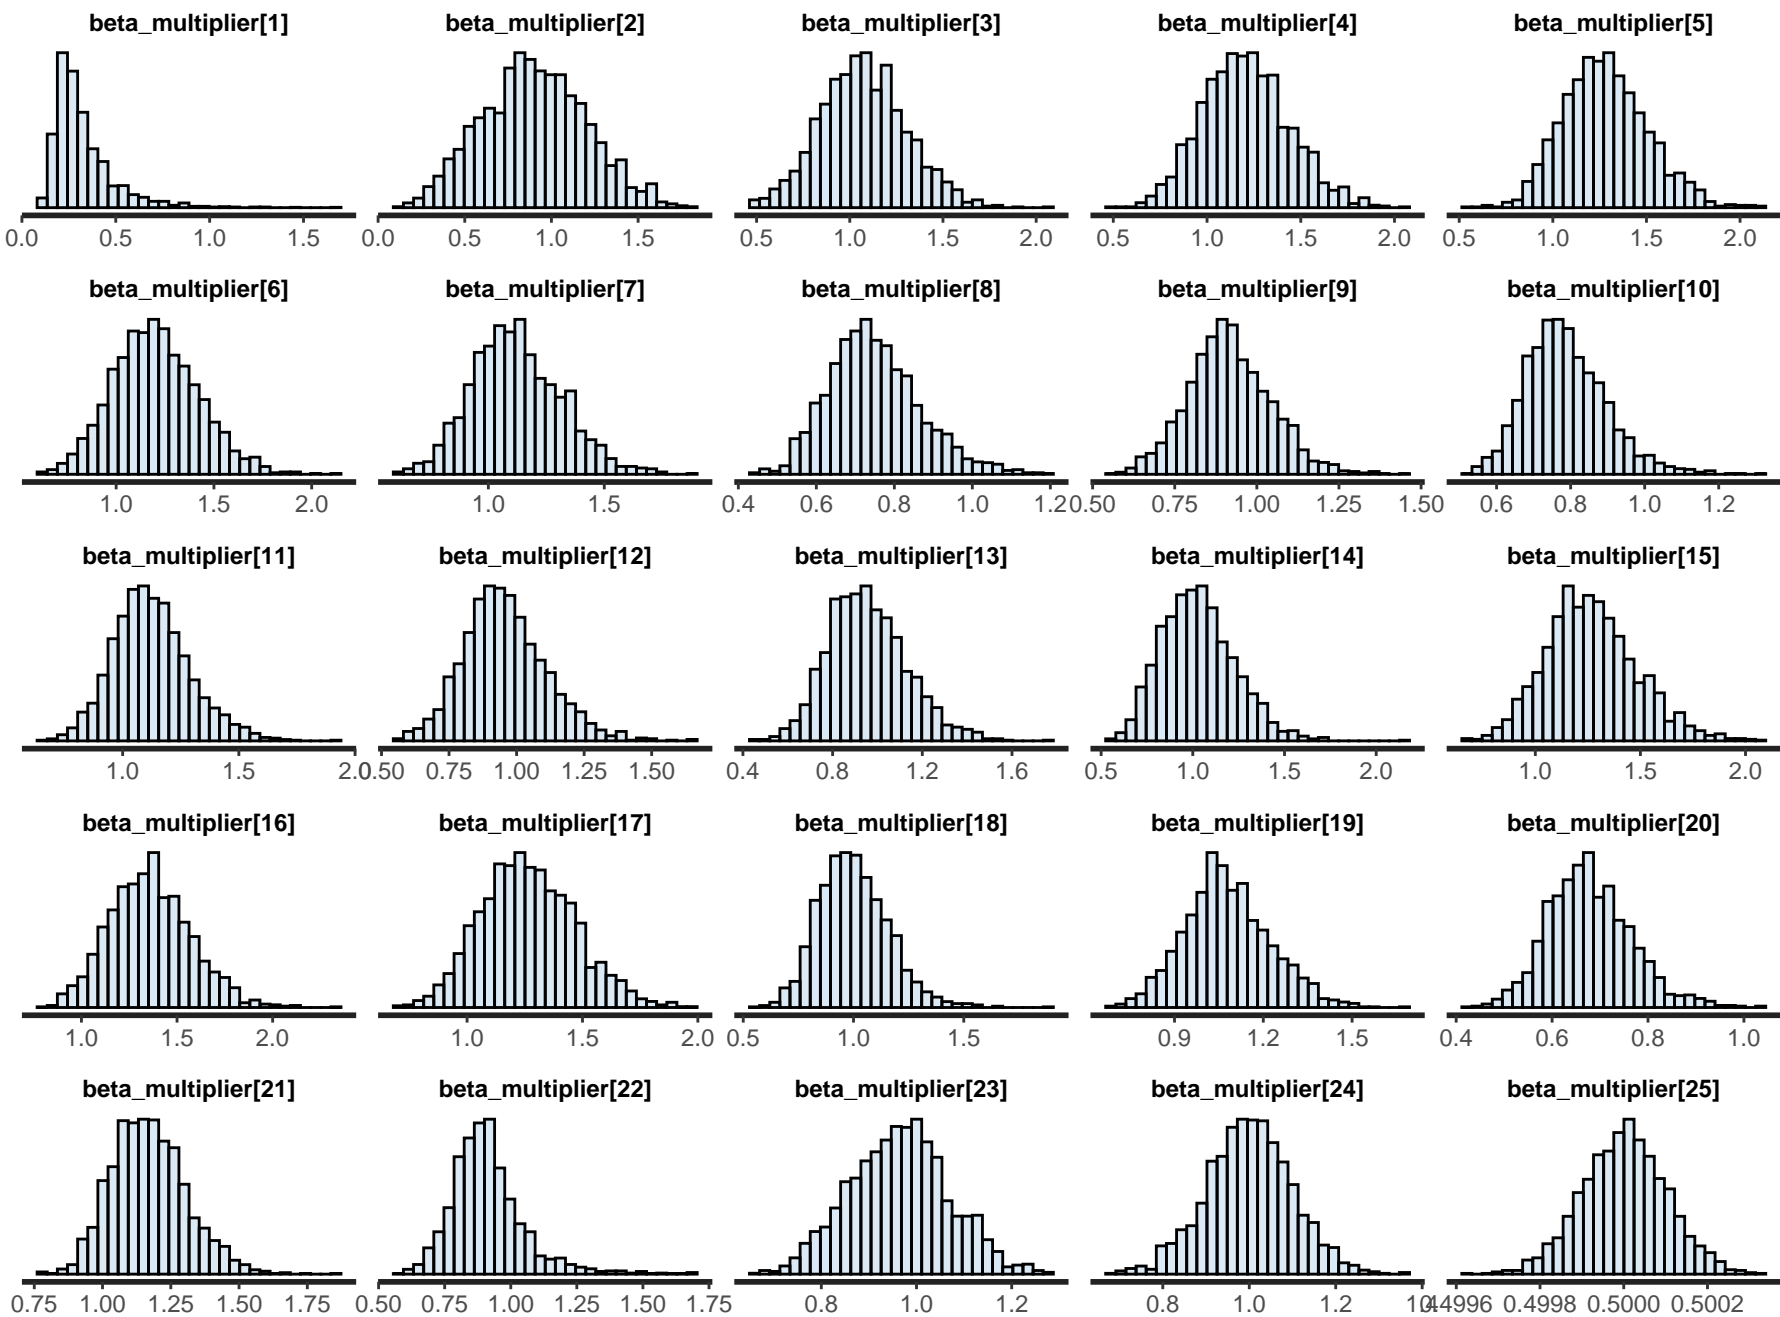 beta_multiplier[1] beta_multiplier[2] beta_multiplier[3] beta_multiplier[4] beta_multiplier[5]
0.0 0.5 1.0 1.5 0.0 0.5 1.0 1.5 0.5 1.0 1.5 2.0 0.5 1.0 1.5 2.0 0.5 1.0 1.5 2.0
beta_multiplier[6] beta_multiplier[7] beta_multiplier[8] beta_multiplier[9] beta_multiplier[10]
1.0 1.5 2.0 1.0 1.5 0.4 0.6 0.8 1.0 1.2 0.50 0.75 1.00 1.25 1.50 0.6 0.8 1.0 1.2
beta_multiplier[11] beta_multiplier[12] beta_multiplier[13] beta_multiplier[14] beta_multiplier[15]
1.0 1.5 2.0 0.50 0.75 1.00 1.25 1.50 0.4 0.8 1.2 1.6 0.5 1.0 1.5 2.0 1.0 1.5 2.0
beta_multiplier[16] beta_multiplier[17] beta_multiplier[18] beta_multiplier[19] beta_multiplier[20]
1.0 1.5 2.0 1.0 1.5 2.0 0.5 1.0 1.5 0.9 1.2 1.5 0.4 0.6 0.8 1.0
beta_multiplier[21] beta_multiplier[22] beta_multiplier[23] beta_multiplier[24] beta_multiplier[25]
0.75 1.00 1.25 1.50 1.75 0.50 0.75 1.00 1.25 1.50 1.75 0.8 1.0 1.2 0.8 1.0 1.2 1.4 0.4996 0.4998 0.5000 0.5002